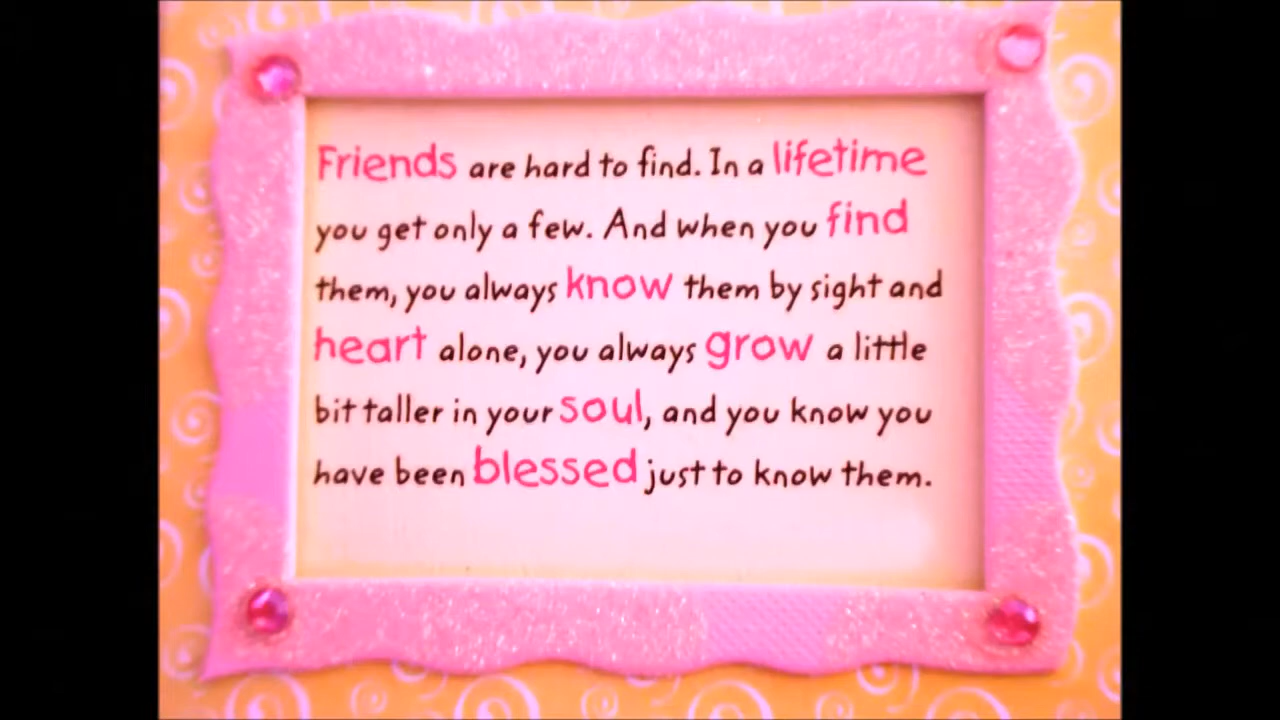 Friends are hard to find. In a lifetime
you get only a few. And when you find
them, you always know them by sight and
heart alone, you always grow a little
bit taller in your soul, and you know you
have been blessed just to know them.